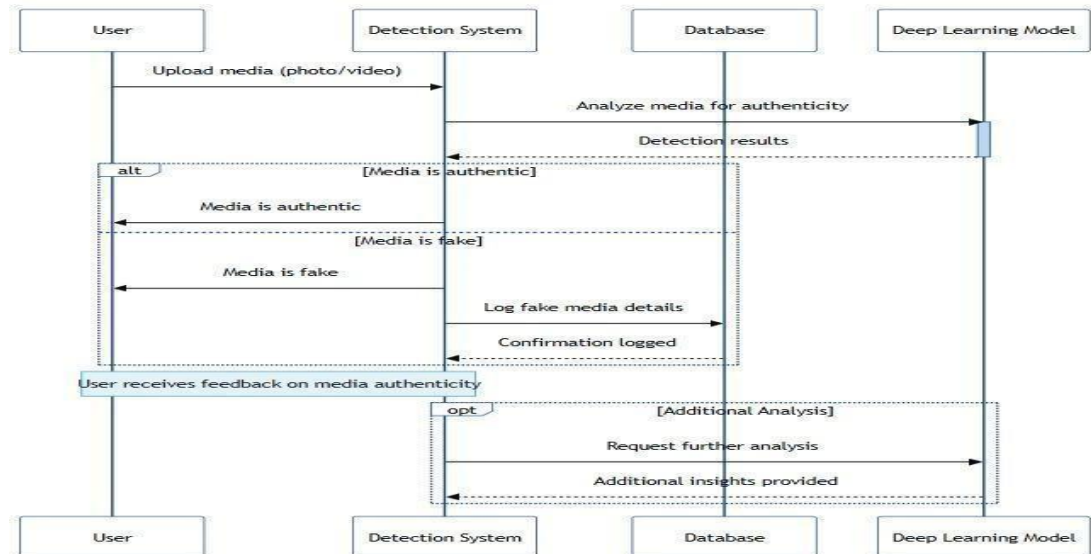 User
Detection System
Database
Deep Learning Model
Upload media (photo/video)
Analyze media for authenticity
Detection results
alt
[Media is authentic]
Media is authentic
[Media is fake]
Media is fake
Log fake media details
Confirmation logged
User receives feedback on media authenticity
opt
[Additional Analysis]
Request further analysis
Additional insights provided
User
Detection System
Database
Deep Learning Model